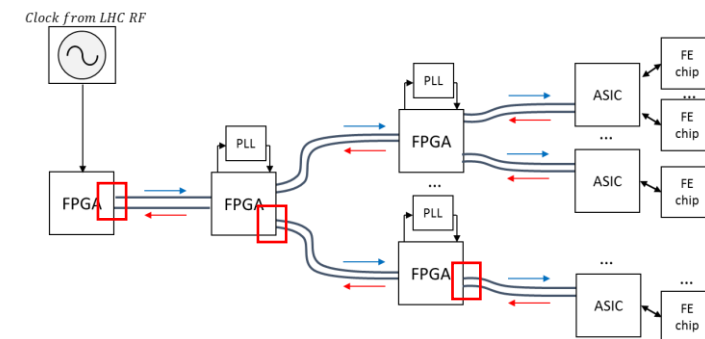 Clock from LHC RF
PLL
FE
chip
...
ASIC
FE
chip
PLL
FPGA
...
FPGA
FPGA
...
ASIC
FE
chip
PLL
...
...
FPGA
ASIC
FE
chip